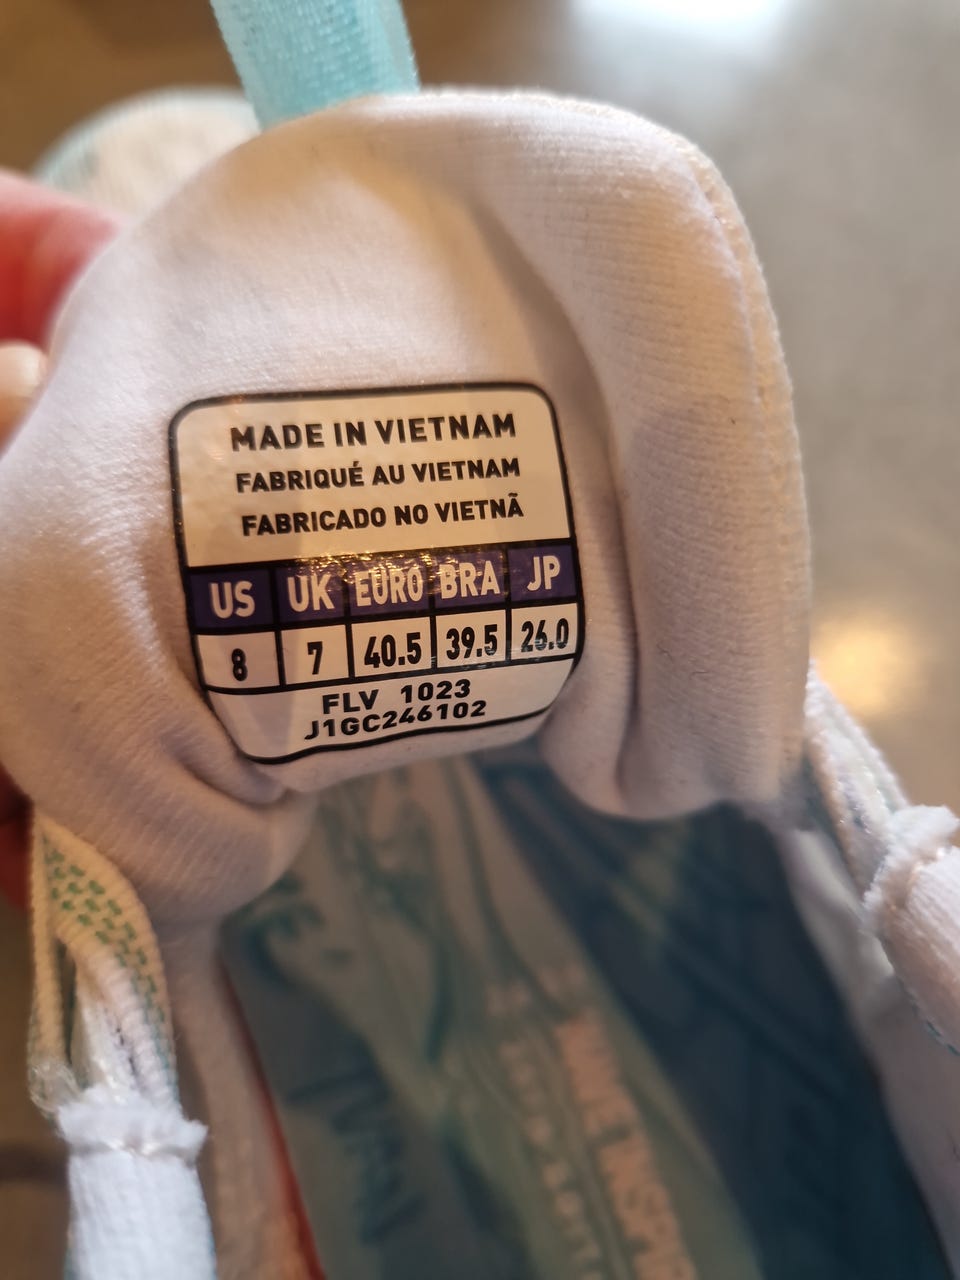 MADE IN VIETNAM
FABRIQUÉ AU VIETNAM
FABRICADO NO VIETNÃ
US UK EURO BRA JP
8 7 40.5 39.5 26.0
FLV 1023
J1GC246102